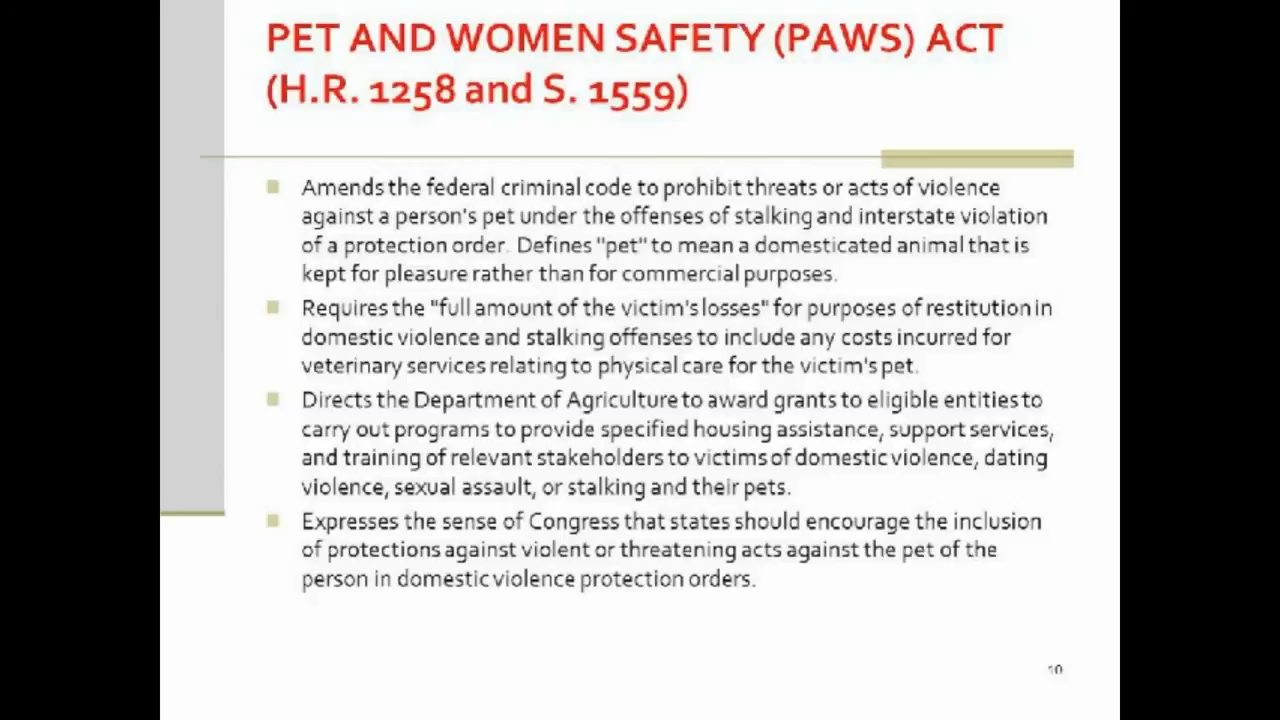 PET AND WOMEN SAFETY (PAWS) ACT
(H.R. 1258 and S. 1559)
Amends the federal criminal code to prohibit threats or acts of violence
against a person's pet under the offenses of stalking and interstate violation
of a protection order. Defines "pet" to mean a domesticated animal that is
kept for pleasure rather than for commercial purposes.
Requires the "full amount of the victim's losses" for purposes of restitution in
domestic violence and stalking offenses to include any costs incurred for
veterinary services relating to physical care for the victim's pet.
Directs the Department of Agriculture to award grants to eligible entities to
carry out programs to provide specified housing assistance, support services,
and training of relevant stakeholders to victims of domestic violence, dating
violence, sexual assault, or stalking and their pets.
Expresses the sense of Congress that states should encourage the inclusion
of protections against violent or threatening acts against the pet of the
person in domestic violence protection orders.
10